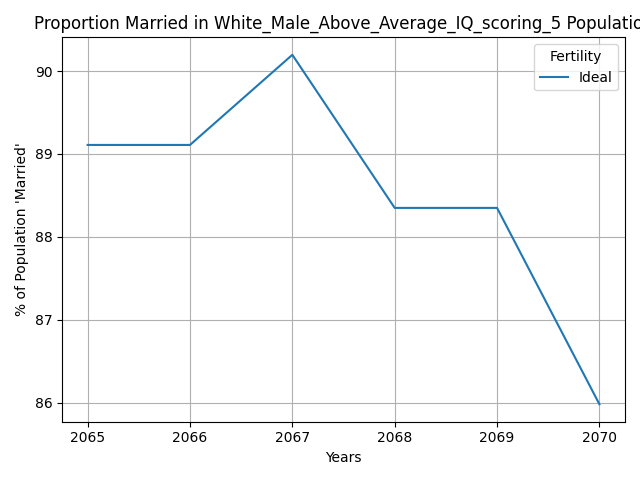 Proportion Married in White_Male_Above_Average_IQ_scoring_5 Populatio
Fertility
Ideal
% of Population 'Married'
90
89
88
87
86
2065 2066 2067 2068 2069 2070
Years